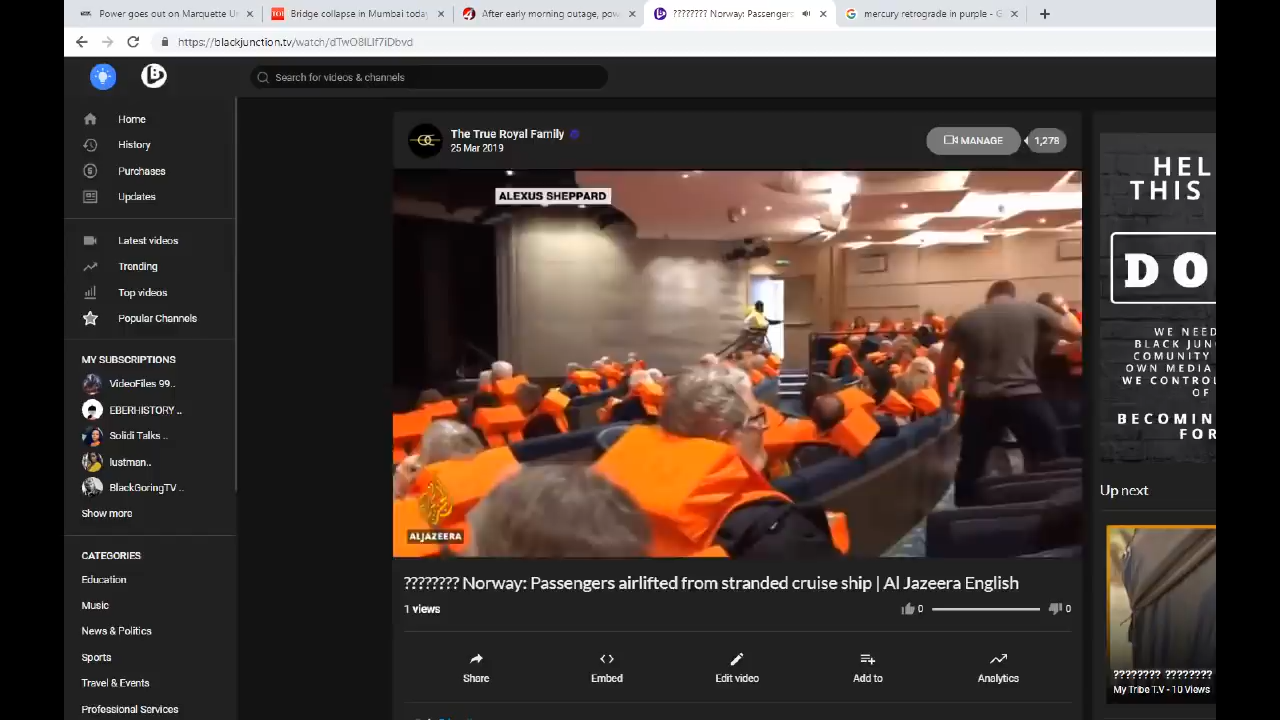 Power goes out on Marquette Un
Bridge collapse in Mumbai today
After early morning outage, pow
???????? Norway: Passengers
mercury retrograde in purple - G
https://blackjunction.tv/watch/dTwO8lLIf7iDbvd
Search for videos & channels
Home
History
Purchases
Updates
Latest videos
Trending
Top videos
Popular Channels
MY SUBSCRIPTIONS
VideoFiles 99..
EBERHISTORY ..
Solidi Talks ..
lustman..
BlackGoringTV ..
Show more
CATEGORIES
Education
Music
News & Politics
Sports
Travel & Events
Professional Services
The True Royal Family
25 Mar 2019
MANAGE
1,278
ALEXUS SHEPPARD
ALJAZEERA
???????? Norway: Passengers airlifted from stranded cruise ship | Al Jazeera English
1 views
0
0
Share
Embed
Edit video
Add to
Analytics
HEL
THIS
DO
WE NEED
BLACK JUN
COMUNITY
OWN MEDIA
WE CONTROL
OF
BECOMIN
FOR
Up next
???????? ????????
My Tribe T.V - 10 Views